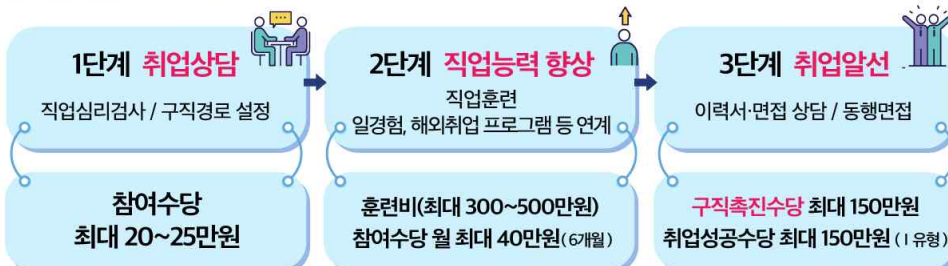 1단계 취업상담
직업심리검사 / 구직경로 설정
참여수당
최대 20~25만원
2단계 직업능력 향상
직업훈련
일경험, 해외취업 프로그램 등 연계
훈련비(최대 300~500만원)
참여수당 월 최대 40만원(6개월)
3단계 취업알선
이력서·면접 상담 / 동행면접
구직촉진수당 최대 150만원
취업성공수당 최대 150만원 (Ⅰ유형)